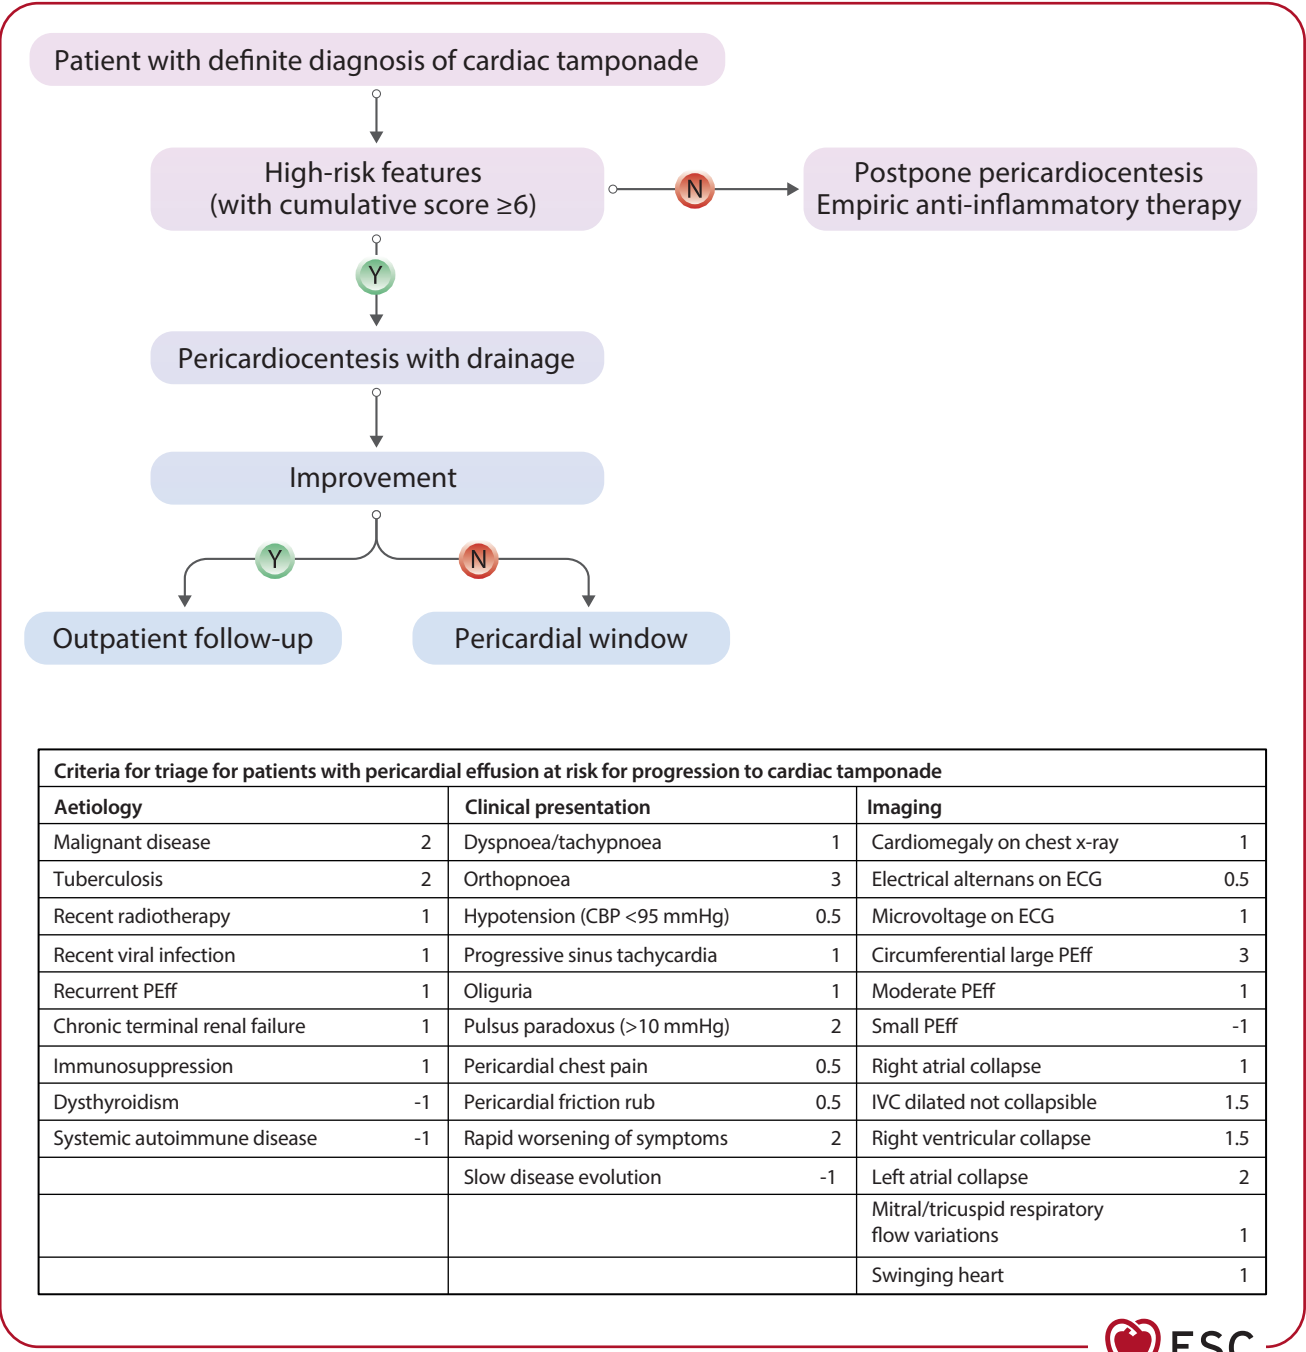 Patient with definite diagnosis of cardiac tamponade
High-risk features
(with cumulative score ≥6)
N
Postpone pericardiocentesis
Empiric anti-inflammatory therapy
Y
Pericardiocentesis with drainage
Improvement
Y
N
Outpatient follow-up
Pericardial window
Criteria for triage for patients with pericardial effusion at risk for progression to cardiac tamponade
Aetiology Clinical presentation Imaging
Malignant disease 2 Dyspnoea/tachypnoea 1 Cardiomegaly on chest x-ray 1
Tuberculosis 2 Orthopnoea 3 Electrical alternans on ECG 0.5
Recent radiotherapy 1 Hypotension (CBP <95 mmHg) 0.5 Microvoltage on ECG 1
Recent viral infection 1 Progressive sinus tachycardia 1 Circumferential large PEff 3
Recurrent PEff 1 Oliguria 1 Moderate PEff 1
Chronic terminal renal failure 1 Pulsus paradoxus (>10 mmHg) 2 Small PEff -1
Immunosuppression 1 Pericardial chest pain 0.5 Right atrial collapse 1
Dysthyroidism -1 Pericardial friction rub 0.5 IVC dilated not collapsible 1.5
Systemic autoimmune disease -1 Rapid worsening of symptoms 2 Right ventricular collapse 1.5
Slow disease evolution -1 Left atrial collapse 2
Mitral/tricuspid respiratory
flow variations 1
Swinging heart 1
ESC